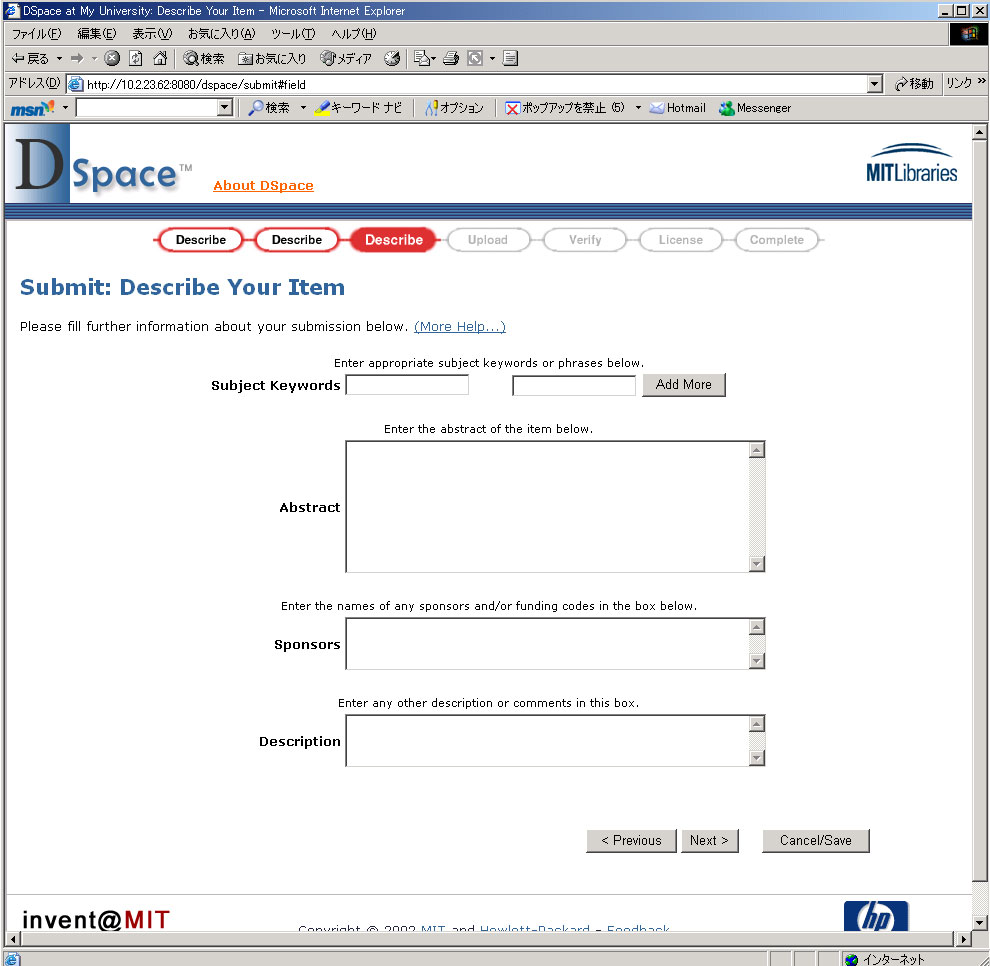 DSpace at My University: Describe Your Item - Microsoft Internet Explorer
ファイル(F) 編集(E) 表示(V) お気に入り(A) ツール(T) ヘルプ(H)
戻る 検索 お気に入り メディア
アドレス(D) http://10.2.23.62:8080/dspace/submit#field 移動 リンク »
msn 検索 キーワード ナビ オプション ポップアップを禁止 (5) Hotmail Messenger
DSpace™ About DSpace MITLibraries
Describe Describe Describe Upload Verify License Complete
Submit: Describe Your Item
Please fill further information about your submission below. (More Help...)
Enter appropriate subject keywords or phrases below.
Subject Keywords Add More
Enter the abstract of the item below.
Abstract
Enter the names of any sponsors and/or funding codes in the box below.
Sponsors
Enter any other description or comments in this box.
Description
< Previous Next > Cancel/Save
invent@MIT Copyright © 2002 MIT and Hewlett-Packard - Feedback hp
インターネット